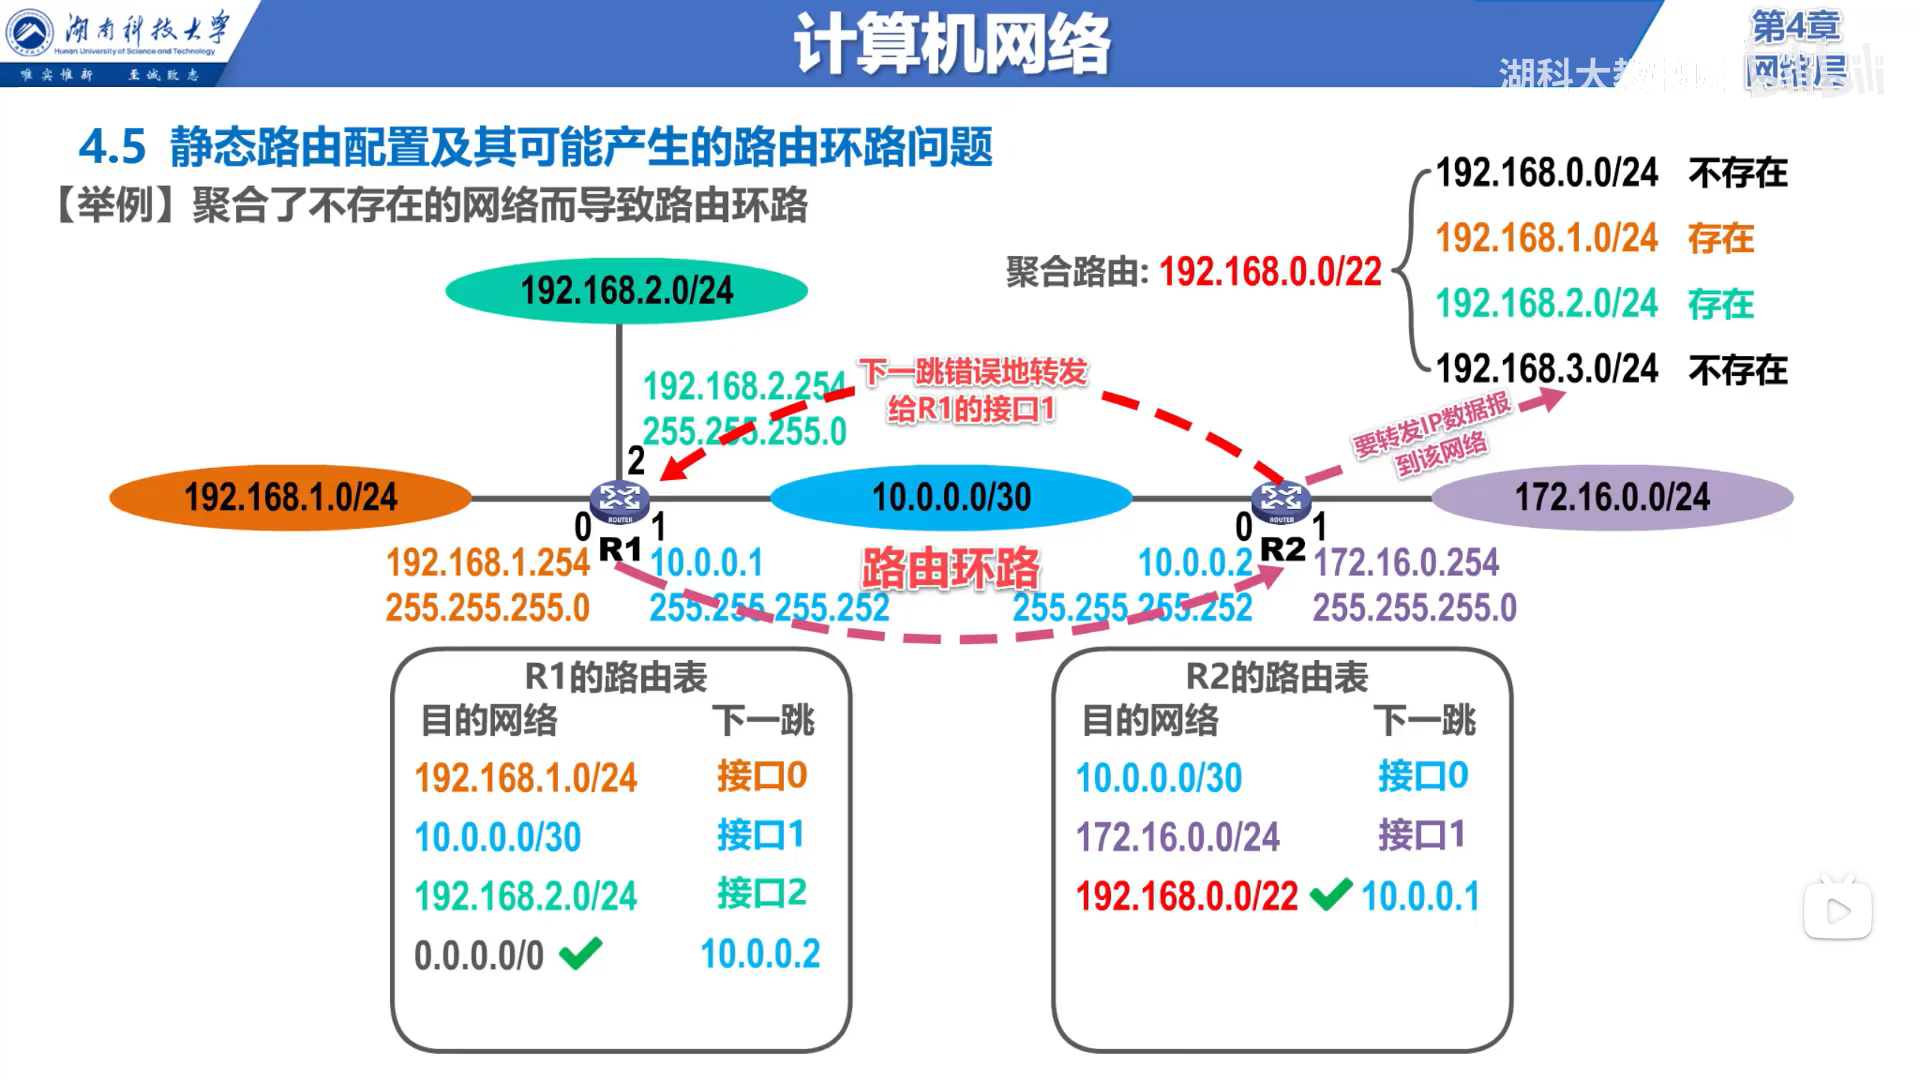 湖南科技大学
Hunan University of Science and Technology
唯实惟新 至诚致志
计算机网络
第4章
网络层
湖科大教
4.5 静态路由配置及其可能产生的路由环路问题
【举例】聚合了不存在的网络而导致路由环路
聚合路由: 192.168.0.0/22
192.168.0.0/24 不存在
192.168.1.0/24 存在
192.168.2.0/24 存在
192.168.3.0/24 不存在
192.168.2.0/24
192.168.2.254
255.255.255.0
下一跳错误地转发
给R1的接口1
要转发IP数据报
到该网络
2
192.168.1.0/24
ROUTER
10.0.0.0/30
ROUTER
172.16.0.0/24
0 R1 1
0 R2 1
192.168.1.254
255.255.255.0
10.0.0.1
255.255.255.252
路由环路
10.0.0.2
255.255.255.252
172.16.0.254
255.255.255.0
R1的路由表
目的网络 下一跳
192.168.1.0/24 接口0
10.0.0.0/30 接口1
192.168.2.0/24 接口2
0.0.0.0/0 10.0.0.2
R2的路由表
目的网络 下一跳
10.0.0.0/30 接口0
172.16.0.0/24 接口1
192.168.0.0/22 10.0.0.1